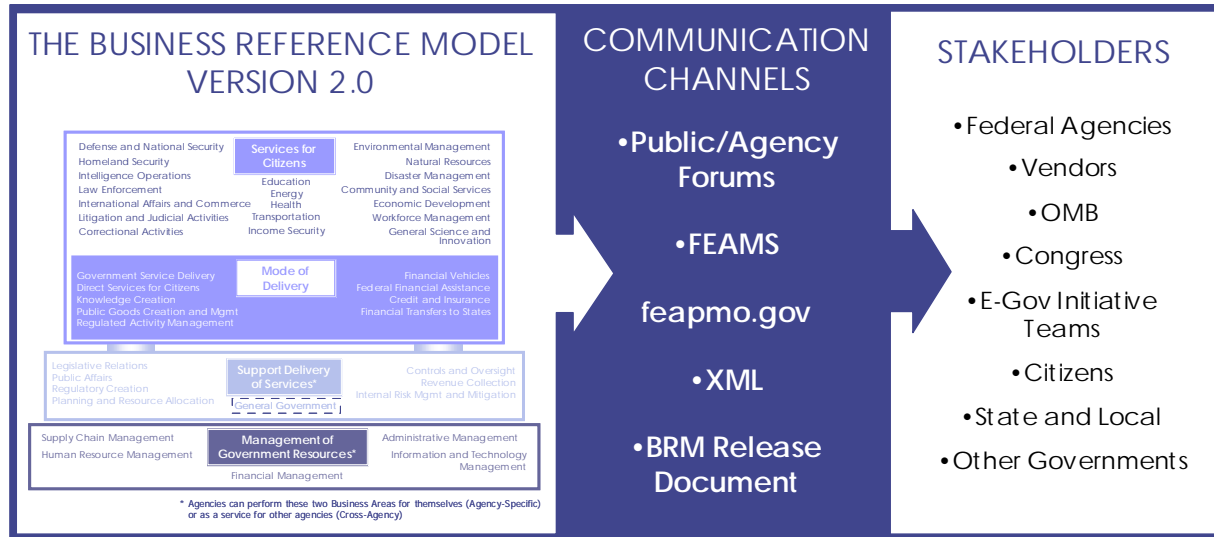 THE BUSINESS REFERENCE MODEL
VERSION 2.0
Defense and National Security
Homeland Security
Intelligence Operations
Law Enforcement
International Affairs and Commerce
Litigation and Judicial Activities
Correctional Activities
Services for
Citizens
Education
Energy
Health
Transportation
Income Security
Environmental Management
Natural Resources
Disaster Management
Community and Social Services
Economic Development
Workforce Management
General Science and
Innovation
Government Service Delivery
Direct Services for Citizens
Knowledge Creation
Public Goods Creation and Mgmt
Regulated Activity Management
Mode of
Delivery
Financial Vehicles
Federal Financial Assistance
Credit and Insurance
Financial Transfers to States
Legislative Relations
Public Affairs
Regulatory Creation
Planning and Resource Allocation
Support Delivery
of Services*
General Government
Controls and Oversight
Revenue Collection
Internal Risk Mgmt and Mitigation
Supply Chain Management
Human Resource Management
Management of
Government Resources*
Financial Management
Administrative Management
Information and Technology
Management
* Agencies can perform these two Business Areas for themselves (Agency-Specific)
or as a service for other agencies (Cross-Agency)
COMMUNICATION
CHANNELS
•Public/Agency
Forums
•FEAMS
feapmo.gov
•XML
•BRM Release
Document
STAKEHOLDERS
•Federal Agencies
•Vendors
•OMB
•Congress
•E-Gov Initiative
Teams
•Citizens
•State and Local
•Other Governments